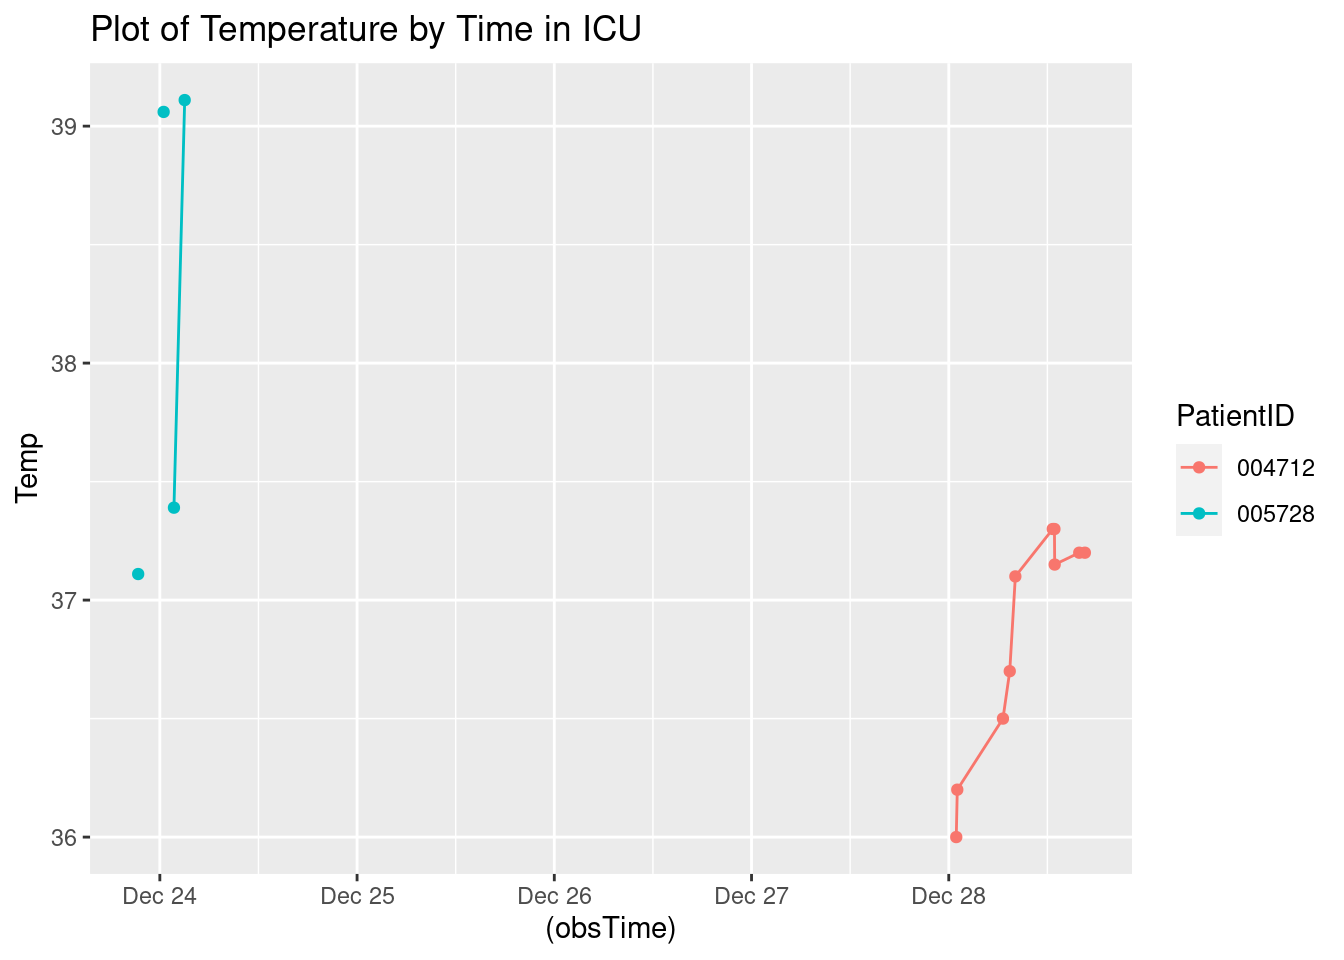 Plot of Temperature by Time in ICU
39
38
37
36
Temp
Dec 24 Dec 25 Dec 26 Dec 27 Dec 28
(obsTime)
PatientID
004712
005728